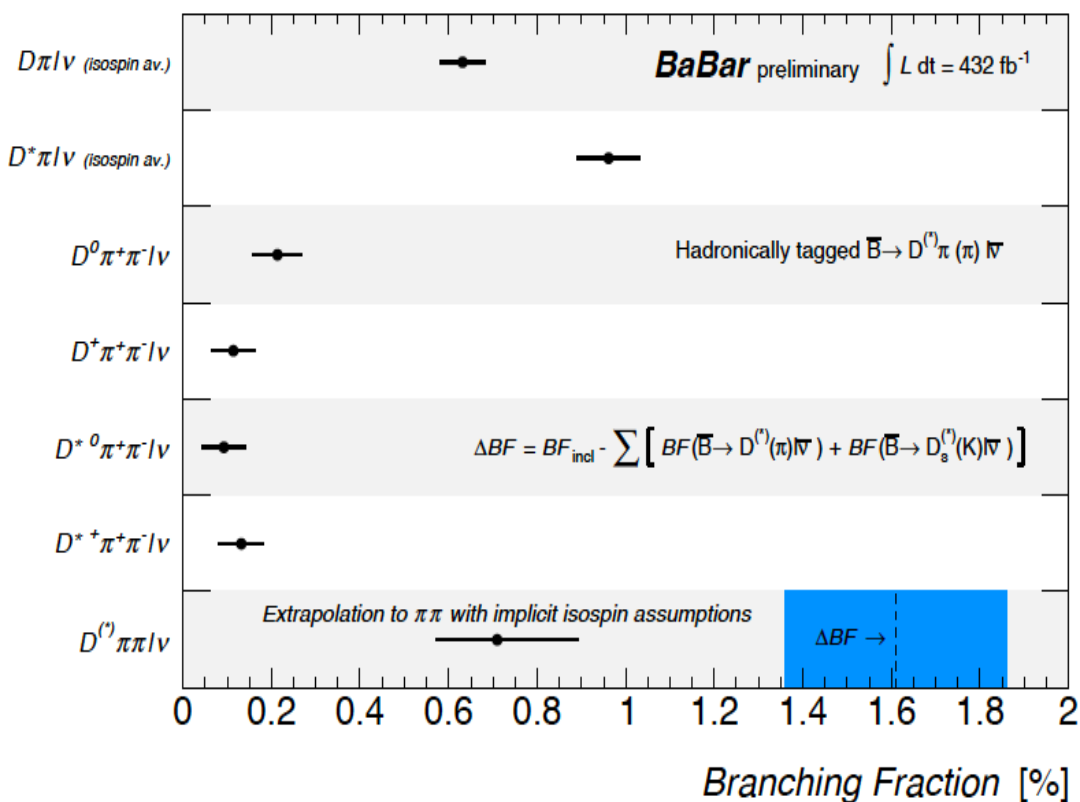 Dπlν (isospin av.)
BaBar preliminary ∫ L dt = 432 fb⁻¹
D*πlν (isospin av.)
D⁰π⁺π⁻lν
Hadronically tagged B̅→ D⁽*⁾π (π) lν̅
D⁺π⁺π⁻lν
D*⁰π⁺π⁻lν
ΔBF = BF_incl - ∑ [ BF(B̅→ D⁽*⁾(π)lν̅ ) + BF(B̅→ D_s⁽*⁾(K)lν̅ ) ]
D*⁺π⁺π⁻lν
Extrapolation to ππ with implicit isospin assumptions
D⁽*⁾ππlν
ΔBF →
0 0.2 0.4 0.6 0.8 1 1.2 1.4 1.6 1.8 2
Branching Fraction [%]